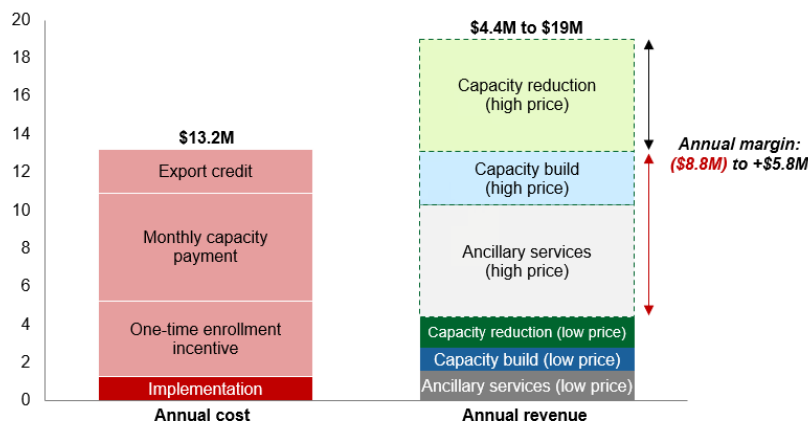 20
18
16
14
12
10
8
6
4
2
0
$13.2M
Export credit
Monthly capacity
payment
One-time enrollment
incentive
Implementation
Annual cost
$4.4M to $19M
Capacity reduction
(high price)
Capacity build
(high price)
Ancillary services
(high price)
Capacity reduction (low price)
Capacity build (low price)
Ancillary services (low price)
Annual revenue
Annual margin:
($8.8M) to +$5.8M